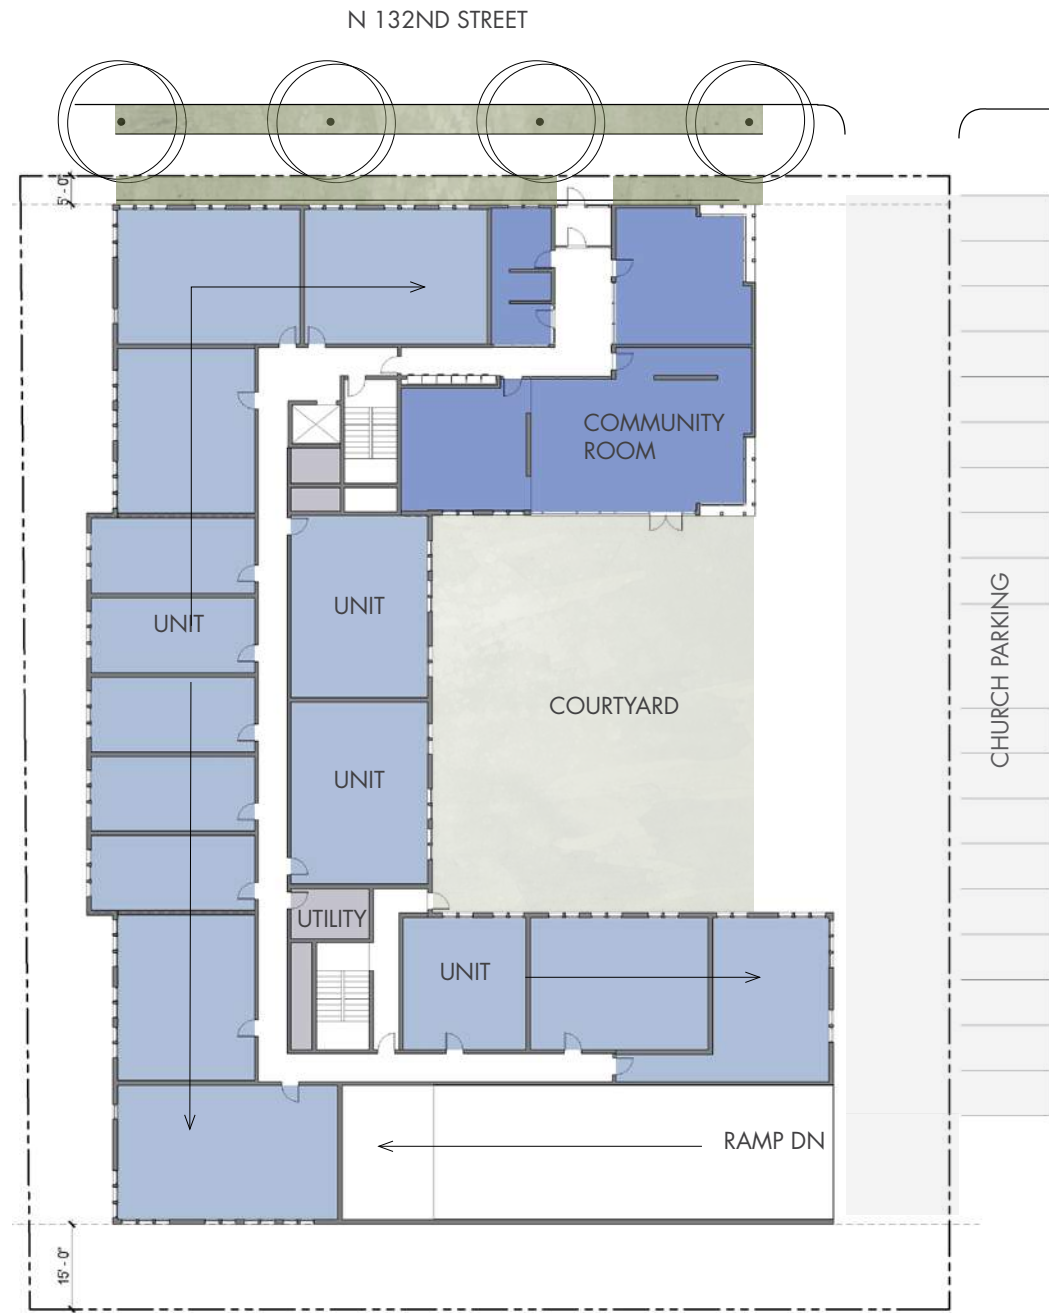 N 132ND STREET
5' - 0"
COMMUNITY
ROOM
UNIT
UNIT
COURTYARD
CHURCH PARKING
UNIT
UTILITY
UNIT
RAMP DN
15' - 0"